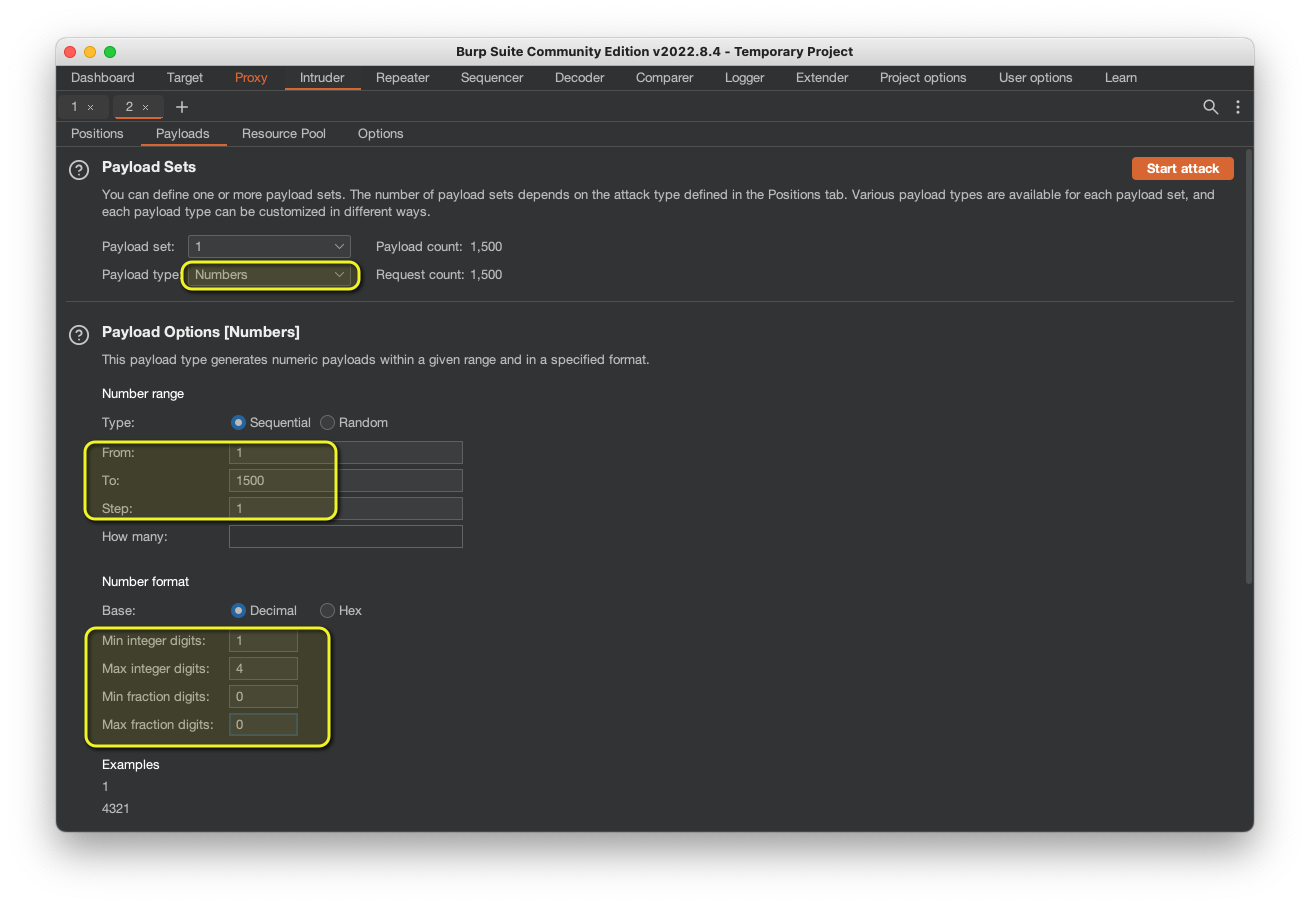 Burp Suite Community Edition v2022.8.4 - Temporary Project
Dashboard Target Proxy Intruder Repeater Sequencer Decoder Comparer Logger Extender Project options User options Learn
1 × 2 × +
Positions Payloads Resource Pool Options
? Payload Sets Start attack
You can define one or more payload sets. The number of payload sets depends on the attack type defined in the Positions tab. Various payload types are available for each payload set, and
each payload type can be customized in different ways.
Payload set: 1 Payload count: 1,500
Payload type Numbers Request count: 1,500
? Payload Options [Numbers]
This payload type generates numeric payloads within a given range and in a specified format.
Number range
Type: Sequential Random
From: 1
To: 1500
Step: 1
How many:
Number format
Base: Decimal Hex
Min integer digits: 1
Max integer digits: 4
Min fraction digits: 0
Max fraction digits: 0
Examples
1
4321